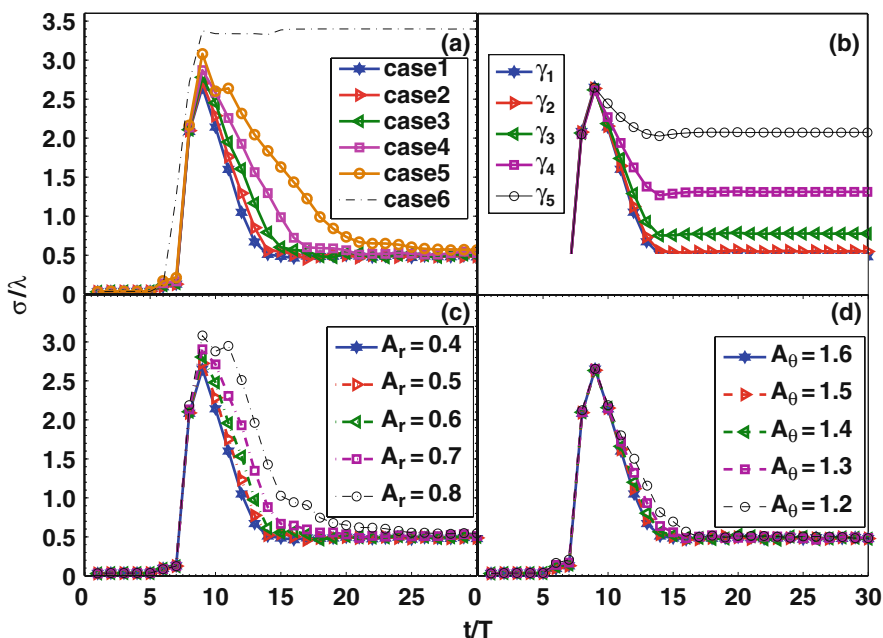 3.5
3.0
2.5
2.0
1.5
1.0
0.5
0
(a)
case1
case2
case3
case4
case5
case6
(b)
γ1
γ2
γ3
γ4
γ5
σ/λ
3.0
2.5
2.0
1.5
1.0
0.5
0
(c)
Ar = 0.4
Ar = 0.5
Ar = 0.6
Ar = 0.7
Ar = 0.8
(d)
Aθ = 1.6
Aθ = 1.5
Aθ = 1.4
Aθ = 1.3
Aθ = 1.2
0 5 10 15 20 25 0 5 10 15 20 25 30
t/T